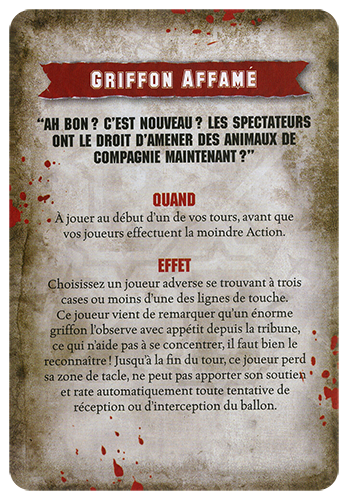 GRIFFON AFFAMÉ
“AH BON ? C’EST NOUVEAU ? LES SPECTATEURS
ONT LE DROIT D’AMENER DES ANIMAUX DE
COMPAGNIE MAINTENANT ?”
QUAND
À jouer au début d’un de vos tours, avant que
vos joueurs effectuent la moindre Action.
EFFET
Choisissez un joueur adverse se trouvant à trois
cases ou moins d’une des lignes de touche.
Ce joueur vient de remarquer qu’un énorme
griffon l’observe avec appétit depuis la tribune,
ce qui n’aide pas à se concentrer, il faut bien le
reconnaître ! Jusqu’à la fin du tour, ce joueur perd
sa zone de tacle, ne peut pas apporter son soutien
et rate automatiquement toute tentative de
réception ou d’interception du ballon.